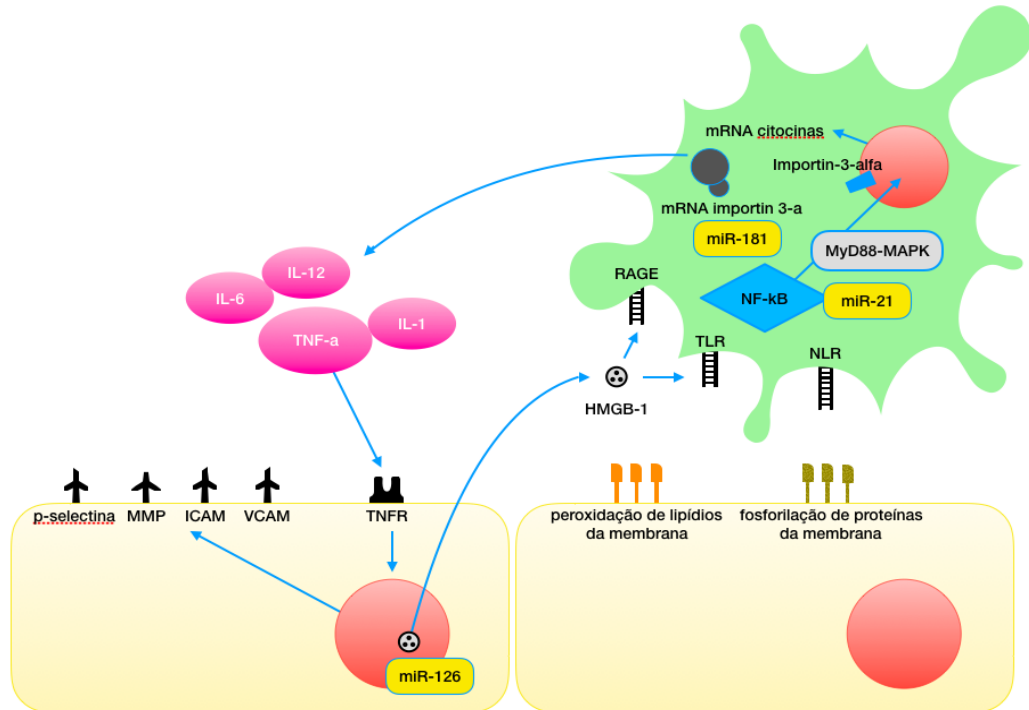 mRNA citocinas
Importin-3-alfa
mRNA importin 3-a
miR-181
MyD88-MAPK
RAGE
NF-kB
miR-21
IL-12
IL-6
IL-1
TNF-a
TLR
NLR
HMGB-1
p-selectina
MMP
ICAM
VCAM
TNFR
peroxidação de lipídios
da membrana
fosforilação de proteínas
da membrana
miR-126